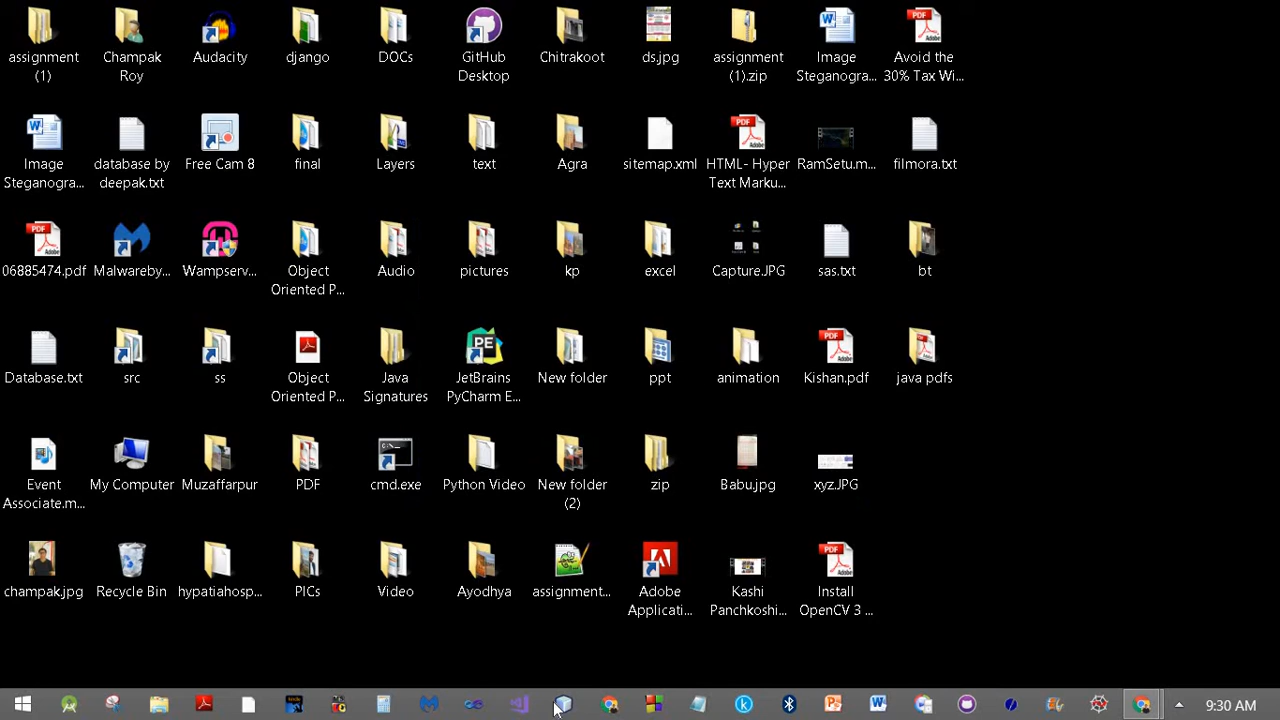 assignment (1)
Champak Roy
Audacity
django
DOCs
GitHub Desktop
Chitrakoot
ds.jpg
assignment (1).zip
Image Steganogra...
Avoid the 30% Tax Wi...
Image Steganogra...
database by deepak.txt
Free Cam 8
final
Layers
text
Agra
sitemap.xml
HTML- Hyper Text Marku...
RamSetu.m...
filmora.txt
06885474.pdf
Malwareby...
Wampserv...
Object Oriented P...
Audio
pictures
kp
excel
Capture.JPG
sas.txt
bt
Database.txt
src
ss
Object Oriented P...
Java Signatures
JetBrains PyCharm E...
New folder
ppt
animation
Kishan.pdf
java pdfs
Event Associate.m...
My Computer
Muzaffarpur
PDF
cmd.exe
Python Video
New folder (2)
zip
Babu.jpg
xyz.JPG
champak.jpg
Recycle Bin
hypatiahosp...
PICs
Video
Ayodhya
assignment...
Adobe Applicati...
Kashi Panchkoshi...
Install OpenCV 3 ...
9:30 AM